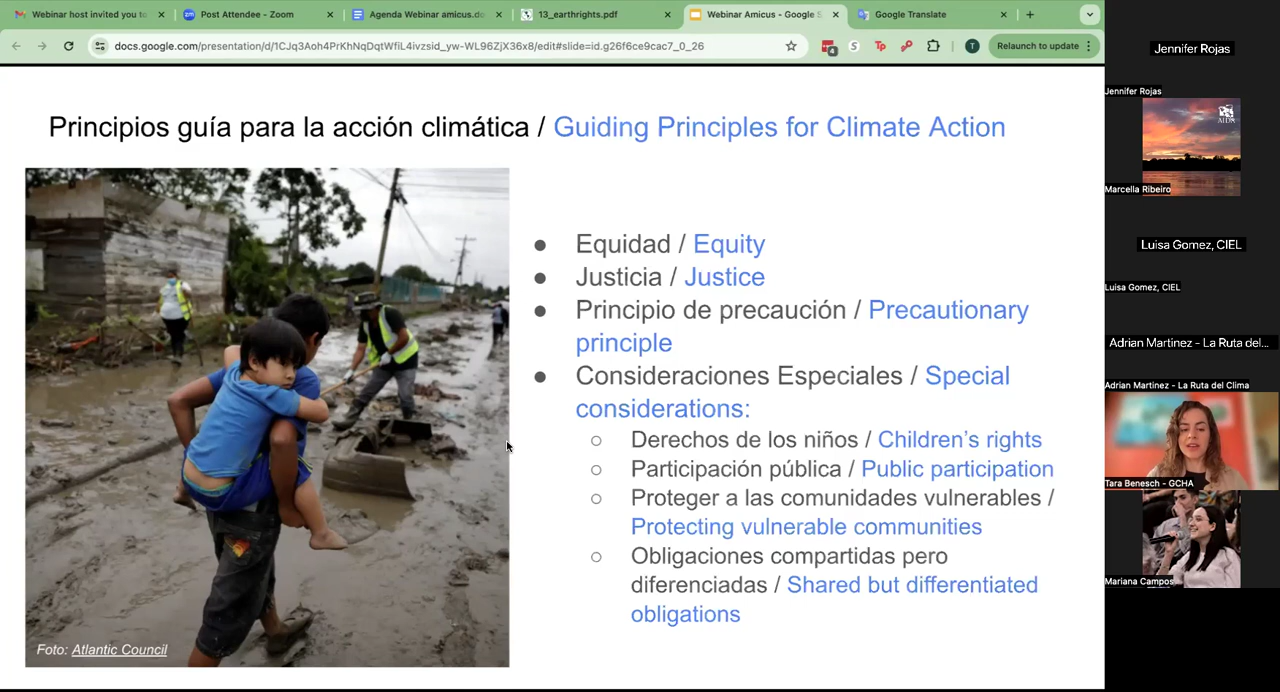 Webinar host invited you to
Post Attendee - Zoom
Agenda Webinar amicus.do
13_earthrights.pdf
Webinar Amicus - Google S
Google Translate
docs.google.com/presentation/d/1CJq3Aoh4PrKhNqDqtWfiL4ivzsid_yw-WL96ZjX36x8/edit#slide=id.g26f6ce9cac7_0_26
4
S
Tp
T
Relaunch to update
Principios guía para la acción climática / Guiding Principles for Climate Action
Equidad / Equity
Justicia / Justice
Principio de precaución / Precautionary
principle
Consideraciones Especiales / Special
considerations:
Derechos de los niños / Children's rights
Participación pública / Public participation
Proteger a las comunidades vulnerables /
Protecting vulnerable communities
Obligaciones compartidas pero
diferenciadas / Shared but differentiated
obligations
Foto: Atlantic Council
Jennifer Rojas
Jennifer Rojas
AIDA
Marcella Ribeiro
Luisa Gomez, CIEL
Luisa Gomez, CIEL
Adrian Martinez - La Ruta del...
Adrian Martinez - La Ruta del Clima
Tara Benesch - GCHA
Mariana Campos